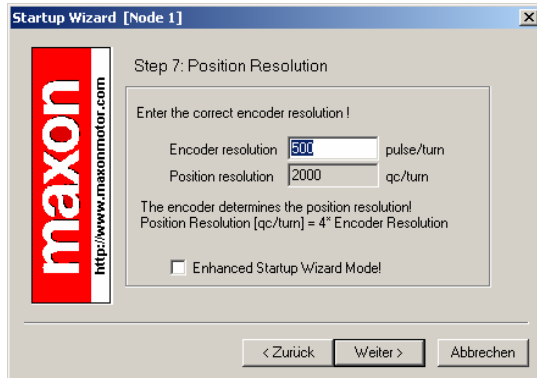 Startup Wizard [Node 1]
maxon
http://www.maxonmotor.com
Step 7: Position Resolution
Enter the correct encoder resolution !
Encoder resolution 500 pulse/turn
Position resolution 2000 qc/turn
The encoder determines the position resolution!
Position Resolution [qc/turn] = 4* Encoder Resolution
Enhanced Startup Wizard Mode!
< Zurück Weiter > Abbrechen